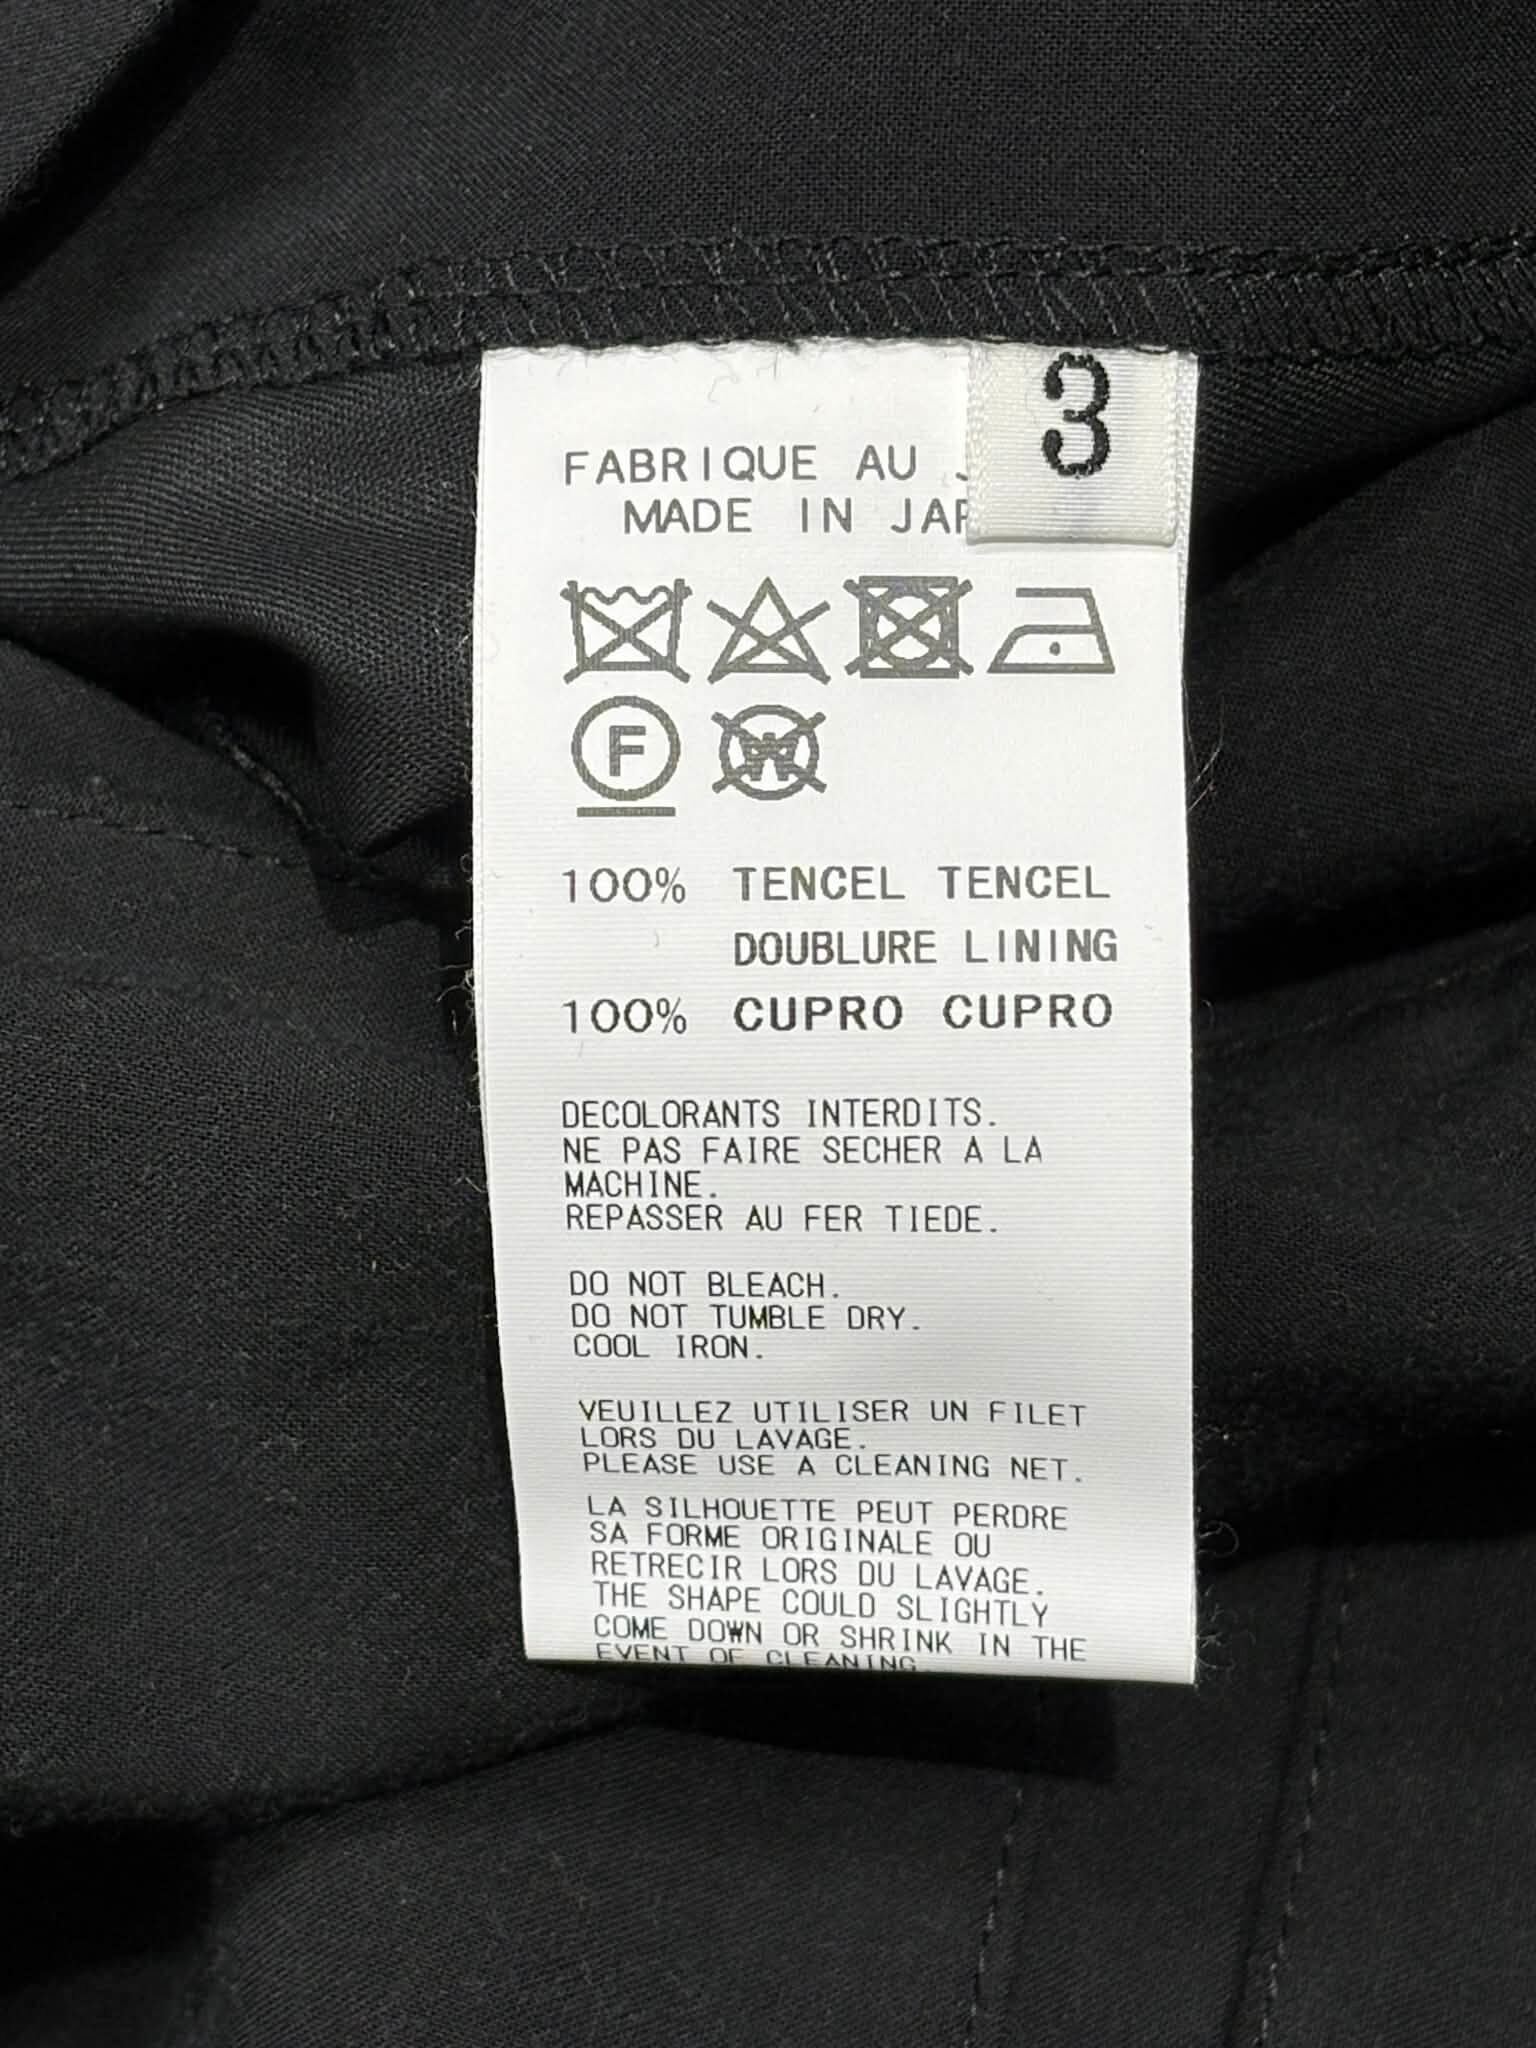 3
FABRIQUE AU
MADE IN
F
W
100% TENCEL TENCEL
DOUBLURE LINING
100% CUPRO CUPRO
DECOLORANTS INTERDITS.
NE PAS FAIRE SECHER A LA
MACHINE.
REPASSER AU FER TIEDE.
DO NOT BLEACH.
DO NOT TUMBLE DRY.
COOL IRON.
VEUILLEZ UTILISER UN FILET
LORS DU LAVAGE.
PLEASE USE A CLEANING NET.
LA SILHOUETTE PEUT PERDRE
SA FORME ORIGINALE OU
RETRECIR LORS DU LAVAGE.
THE SHAPE COULD SLIGHTLY
COME DOWN OR SHRINK IN THE
EVENT OF CLEANING.